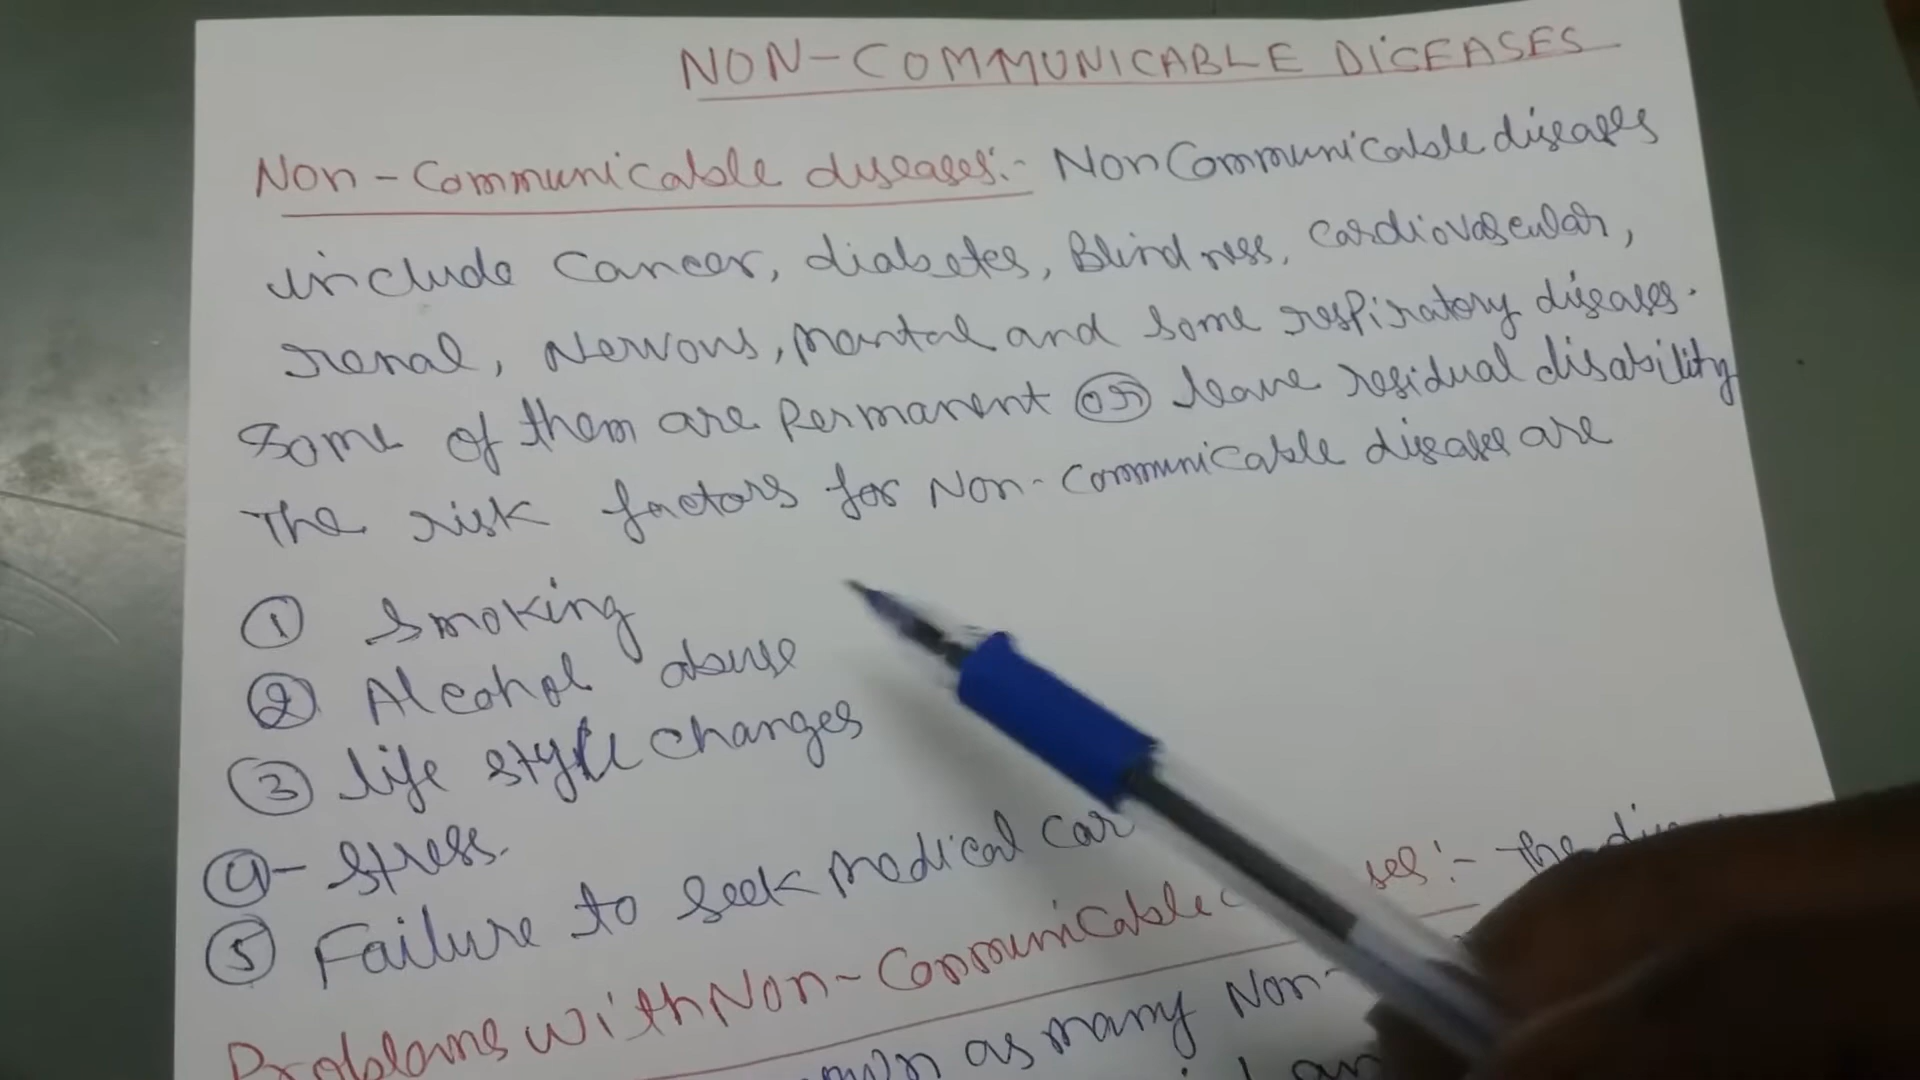 NON-COMMUNICABLE DICEASES
Non-Communicable diseases:- Non Communicable diseases
include Cancer, diabetes, Blindness, Cardiovascular,
renal, Nervous, mental and some respiratory diseases.
Some of them are Permanent or leave residual disability
The risk factors for Non-Communicable disease are
① Smoking
② Alcohol abuse
③ life style changes
④- Stress.
⑤ Failure to seek medical car
Problems with Non-Communicable ses:- The
as many Non-